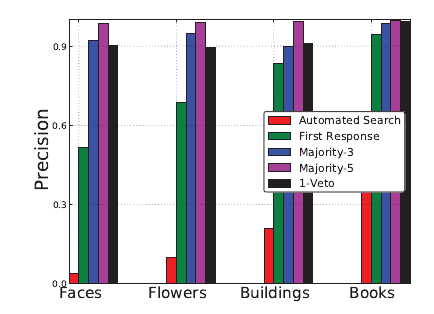 Precision
0.9
0.6
0.3
0.0
Automated Search
First Response
Majority-3
Majority-5
1-Veto
Faces Flowers Buildings Books